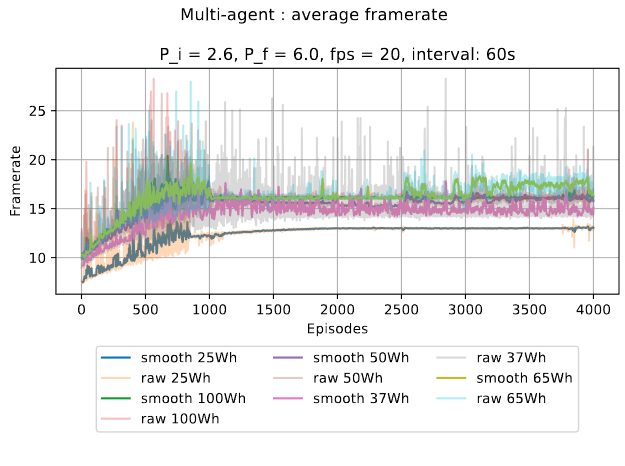 Multi-agent : average framerate
P_i = 2.6, P_f = 6.0, fps = 20, interval: 60s
25
20
15
10
Framerate
0 500 1000 1500 2000 2500 3000 3500 4000
Episodes
smooth 25Wh smooth 50Wh raw 37Wh
raw 25Wh raw 50Wh smooth 65Wh
smooth 100Wh smooth 37Wh raw 65Wh
raw 100Wh